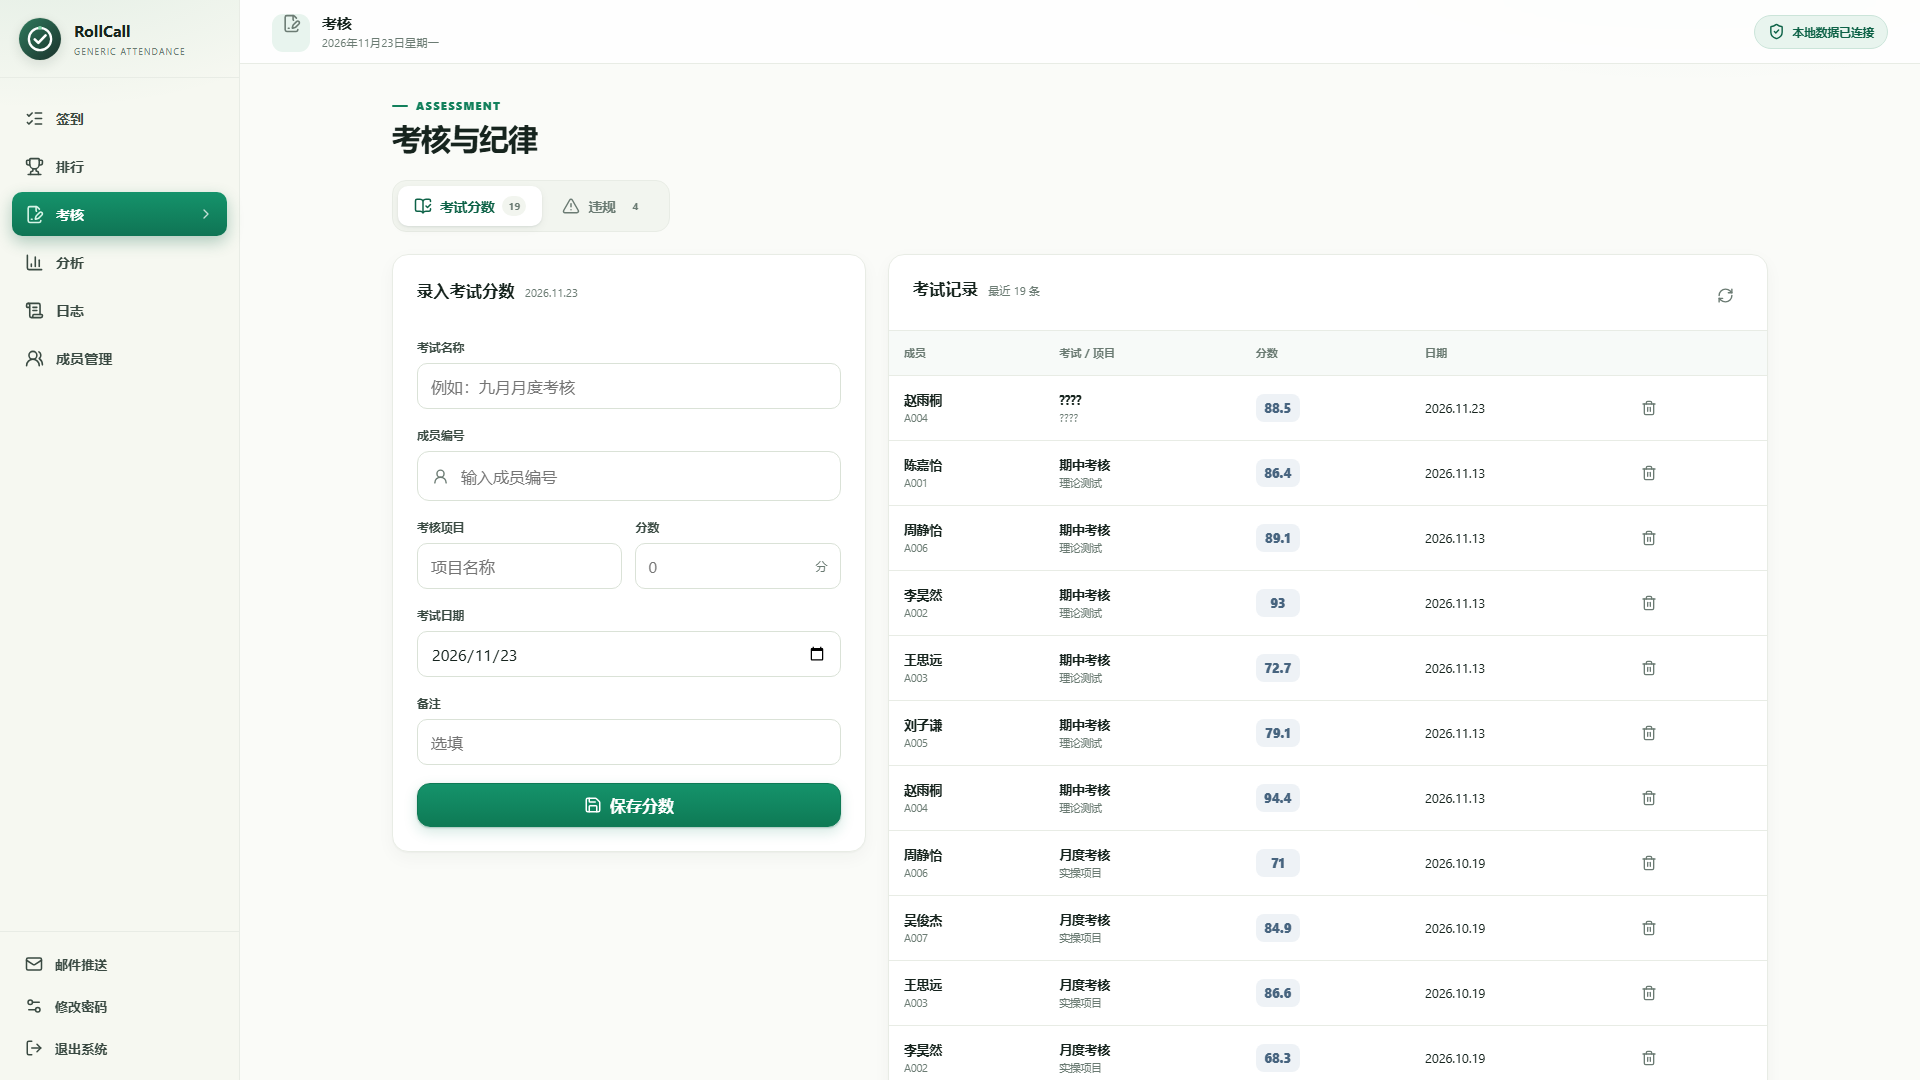 RollCall
GENERIC ATTENDANCE
签到
排行
考核
分析
日志
成员管理
邮件推送
修改密码
退出系统
考核
2026年11月23日星期一
本地数据已连接
ASSESSMENT
考核与纪律
考试分数 19
违规 4
录入考试分数 2026.11.23
考试名称
例如：九月月度考核
成员编号
输入成员编号
考核项目 分数
项目名称 0 分
考试日期
2026/11/23
备注
选填
保存分数
考试记录 最近 19 条
成员 考试 / 项目 分数 日期
赵雨桐 ???? 88.5 2026.11.23
A004 ????
陈嘉怡 期中考核 86.4 2026.11.13
A001 理论测试
周静怡 期中考核 89.1 2026.11.13
A006 理论测试
李昊然 期中考核 93 2026.11.13
A002 理论测试
王思远 期中考核 72.7 2026.11.13
A003 理论测试
刘子谦 期中考核 79.1 2026.11.13
A005 理论测试
赵雨桐 期中考核 94.4 2026.11.13
A004 理论测试
周静怡 月度考核 71 2026.10.19
A006 实操项目
吴俊杰 月度考核 84.9 2026.10.19
A007 实操项目
王思远 月度考核 86.6 2026.10.19
A003 实操项目
李昊然 月度考核 68.3 2026.10.19
A002 实操项目